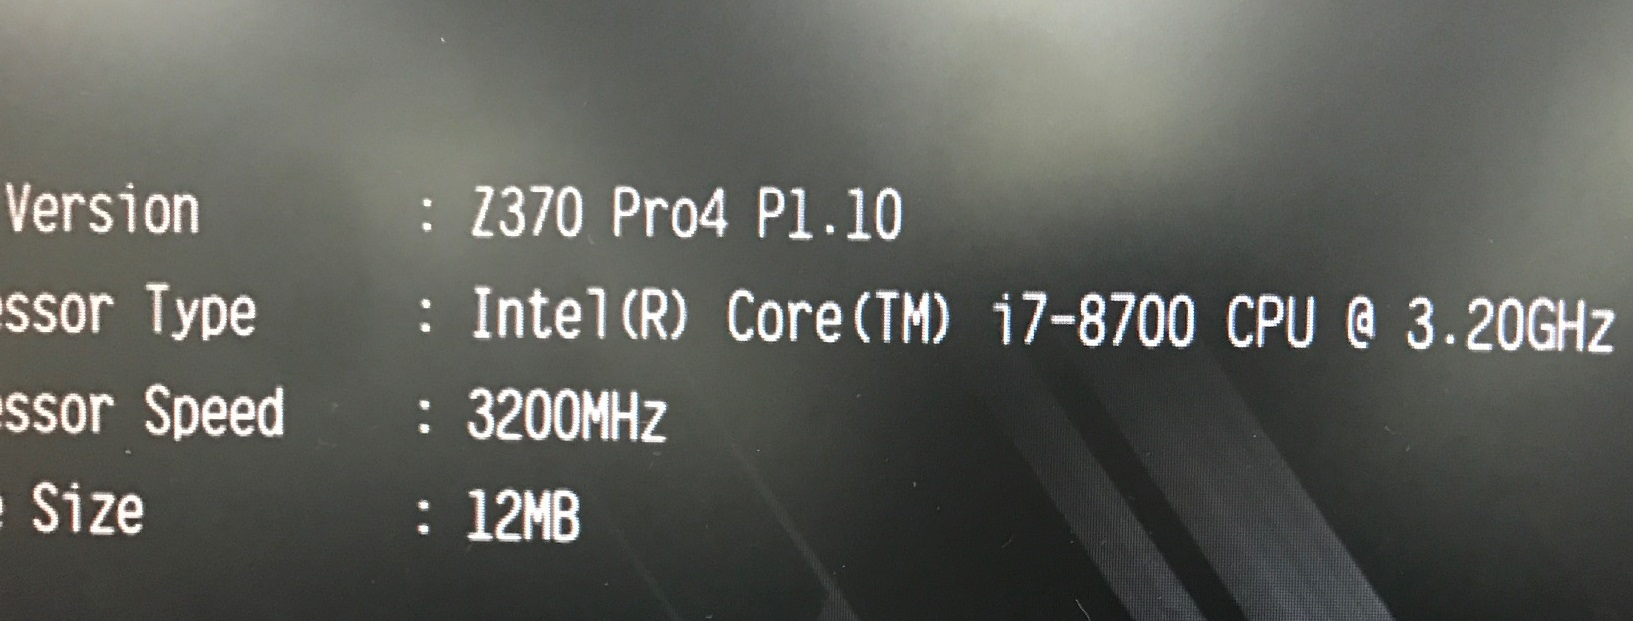 Version : Z370 Pro4 P1.10
essor Type : Intel(R) Core(TM) i7-8700 CPU @ 3.20GHz
essor Speed : 3200MHz
e Size : 12MB